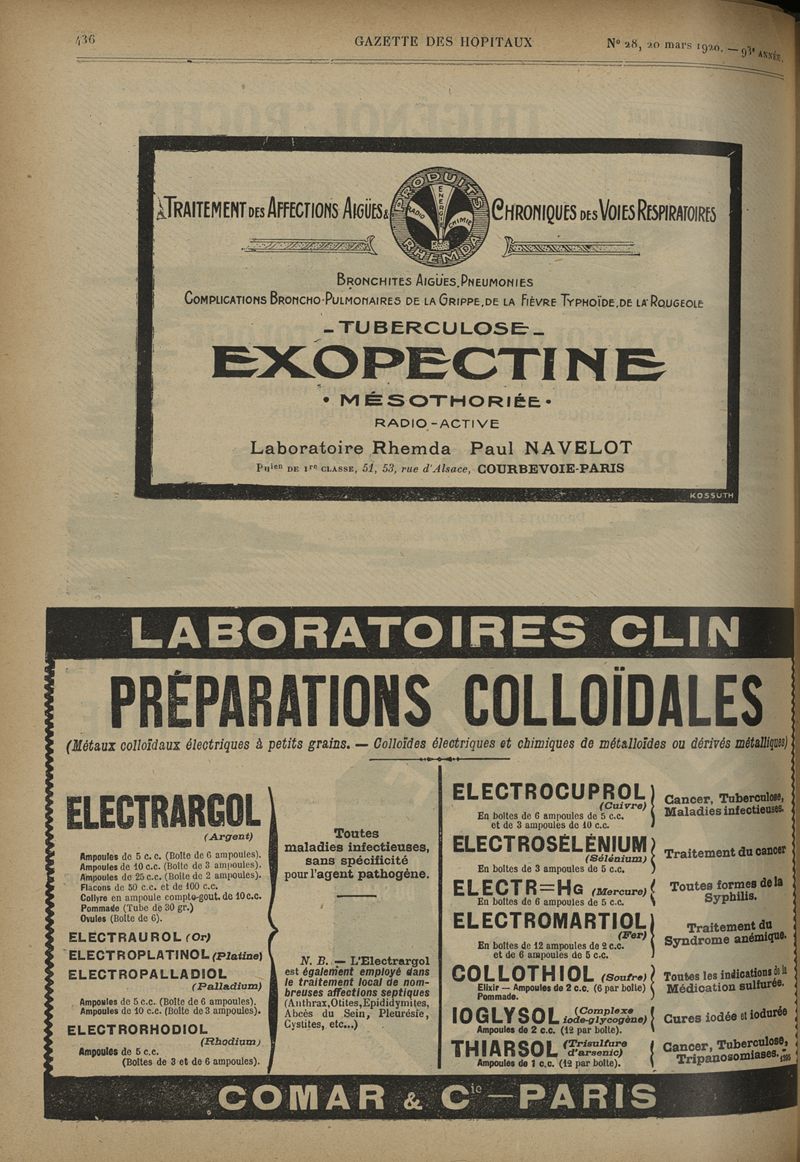 436
GAZETTE DES HOPITAUX
N° 28, 20 mars 1920. — 93e ANNÉE.
TRAITEMENT DES AFFECTIONS AIGÜES &
PRODUITS
RADIO
ENERGIE
CHIMIE
RHEMDA
CHRONIQUES DES VOIES RESPIRATOIRES
BRONCHITES AIGÜES. PNEUMONIES
COMPLICATIONS BRONCHO-PULMONAIRES DE LA GRIPPE, DE LA FIÈVRE TYPHOÏDE, DE LA ROUGEOLE
- TUBERCULOSE -
EXOPECTINE
• MÉSOTHORIÉE •
RADIO-ACTIVE
Laboratoire Rhemda Paul NAVELOT
Phien DE 1re CLASSE, 51, 53, rue d'Alsace, COURBEVOIE-PARIS
KOSSUTH
LABORATOIRES CLIN
PRÉPARATIONS COLLOÏDALES
(Métaux colloïdaux électriques à petits grains. — Colloïdes électriques et chimiques de métalloïdes ou dérivés métalliques)
ELECTRARGOL
(Argent)
Ampoules de 5 c. c. (Boîte de 6 ampoules).
Ampoules de 10 c.c. (Boîte de 3 ampoules).
Ampoules de 25 c.c. (Boîte de 2 ampoules).
Flacons de 50 c.c. et de 100 c.c.
Collyre en ampoule compte-gout. de 10 c.c.
Pommade (Tube de 30 gr.)
Ovules (Boîte de 6).
ELECTRAUROL (Or)
ELECTROPLATINOL (Platine)
ELECTROPALLADIOL
(Palladium)
Ampoules de 5 c.c. (Boîte de 6 ampoules).
Ampoules de 10 c.c. (Boîte de 3 ampoules).
ELECTRORHODIOL
(Rhodium)
Ampoules de 5 c.c.
(Boîtes de 3 et de 6 ampoules).
Toutes
maladies infectieuses,
sans spécificité
pour l'agent pathogène.
N. B. — L'Electrargol
est également employé dans
le traitement local de nom-
breuses affections septiques
(Anthrax, Otites, Epididymites,
Abcès du Sein, Pleurésie,
Cystites, etc...)
ELECTROCUPROL
(Cuivre)
En boîtes de 6 ampoules de 5 c.c.
et de 3 ampoules de 10 c.c.
Cancer, Tuberculose,
Maladies infectieuses.
ELECTROSÉLÉNIUM
(Sélénium)
En boîtes de 3 ampoules de 5 c.c.
Traitement du cancer
ELECTR=HG (Mercure)
En boîtes de 6 ampoules de 5 c.c.
Toutes formes de la
Syphilis.
ELECTROMARTIOL
(Fer)
En boîtes de 12 ampoules de 2 c.c.
et de 6 ampoules de 5 c.c.
Traitement du
Syndrome anémique.
COLLOTHIOL (Soufre)
Elixir — Ampoules de 2 c.c. (6 par boîte)
Pommade.
Toutes les indications de la
Médication sulfurée.
IOGLYSOL (Complexe
iode-glycogène)
Ampoules de 2 c.c. (12 par boîte).
Cures iodée et iodurée
THIARSOL (Trisulfure
d'arsenic)
Ampoules de 1 c.c. (12 par boîte).
Cancer, Tuberculose,
Tripanosomiases.
COMAR & Cie — PARIS